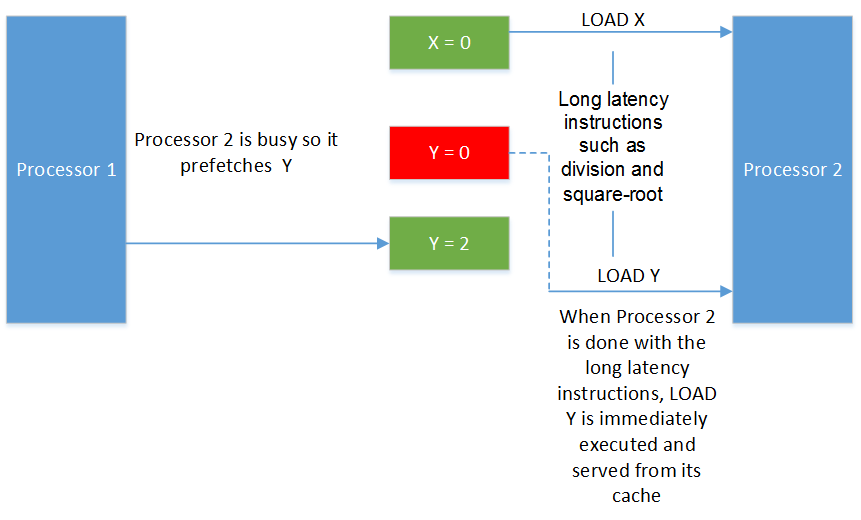 LOAD X
X = 0
Long latency
instructions
such as
division and
square-root
Processor 1
Processor 2 is busy so it
prefetches Y
Y = 0
Processor 2
Y = 2
LOAD Y
When Processor 2
is done with the
long latency
instructions, LOAD
Y is immediately
executed and
served from its
cache